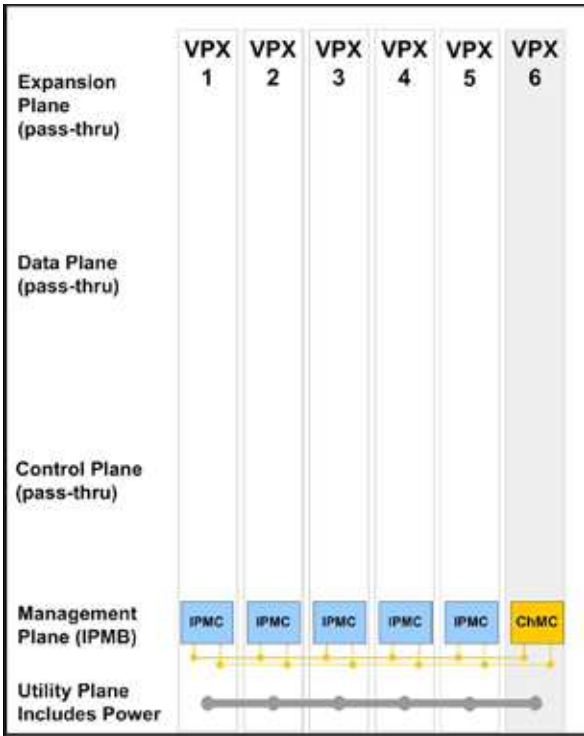 VPX VPX VPX VPX VPX VPX
1 2 3 4 5 6
Expansion
Plane
(pass-thru)
Data Plane
(pass-thru)
Control Plane
(pass-thru)
Management
Plane (IPMB)
IPMC IPMC IPMC IPMC IPMC ChMC
Utility Plane
Includes Power